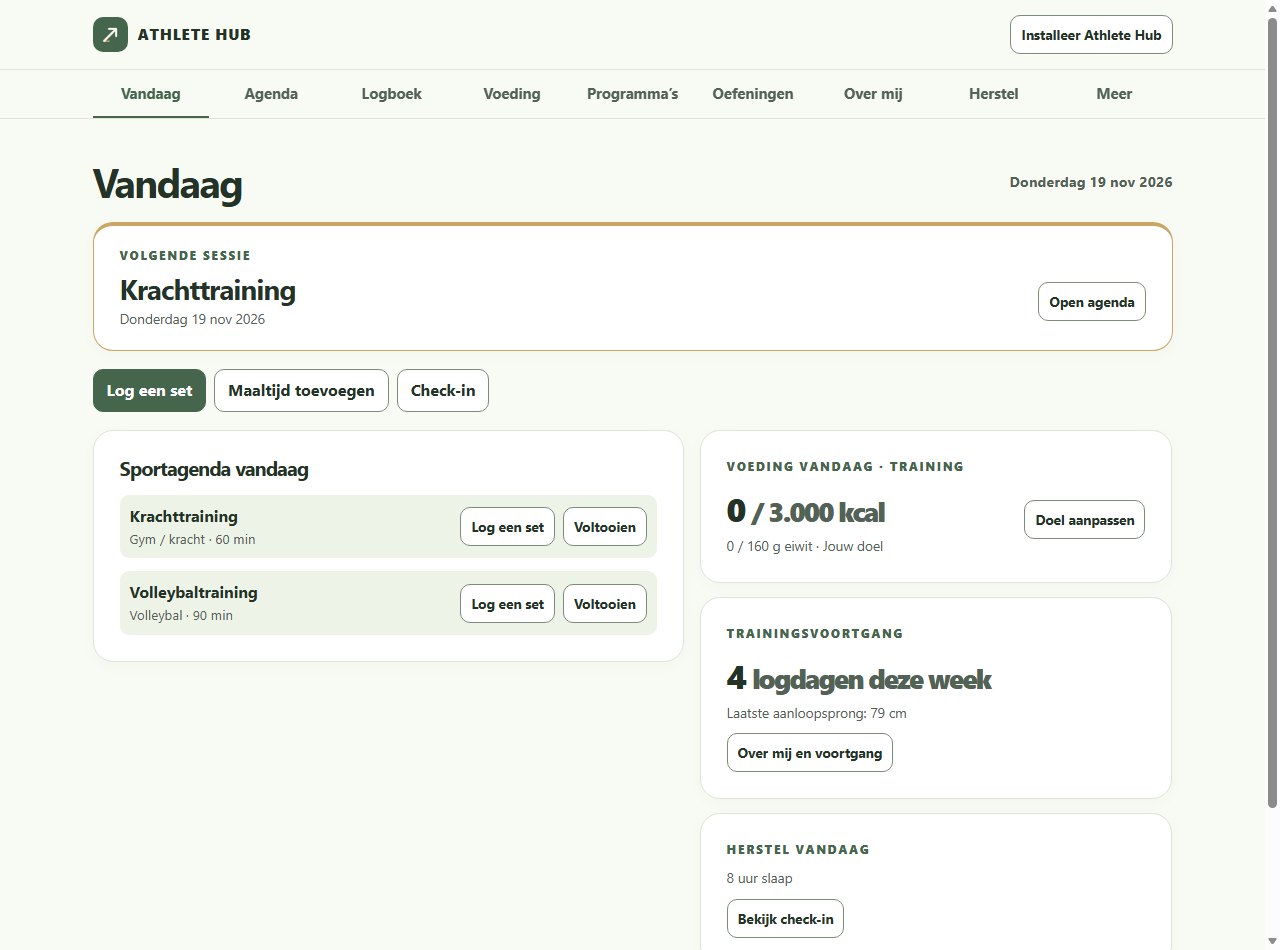 ATHLETE HUB
Installeer Athlete Hub
Vandaag
Agenda
Logboek
Voeding
Programma's
Oefeningen
Over mij
Herstel
Meer
Vandaag
Donderdag 19 nov 2026
VOLGENDE SESSIE
Krachttraining
Donderdag 19 nov 2026
Open agenda
Log een set
Maaltijd toevoegen
Check-in
Sportagenda vandaag
Krachttraining
Gym / kracht · 60 min
Log een set
Voltooien
Volleybaltraining
Volleybal · 90 min
Log een set
Voltooien
VOEDING VANDAAG · TRAINING
0 / 3.000 kcal
0 / 160 g eiwit · Jouw doel
Doel aanpassen
TRAININGSVOORTGANG
4 logdagen deze week
Laatste aanloopsprong: 79 cm
Over mij en voortgang
HERSTEL VANDAAG
8 uur slaap
Bekijk check-in